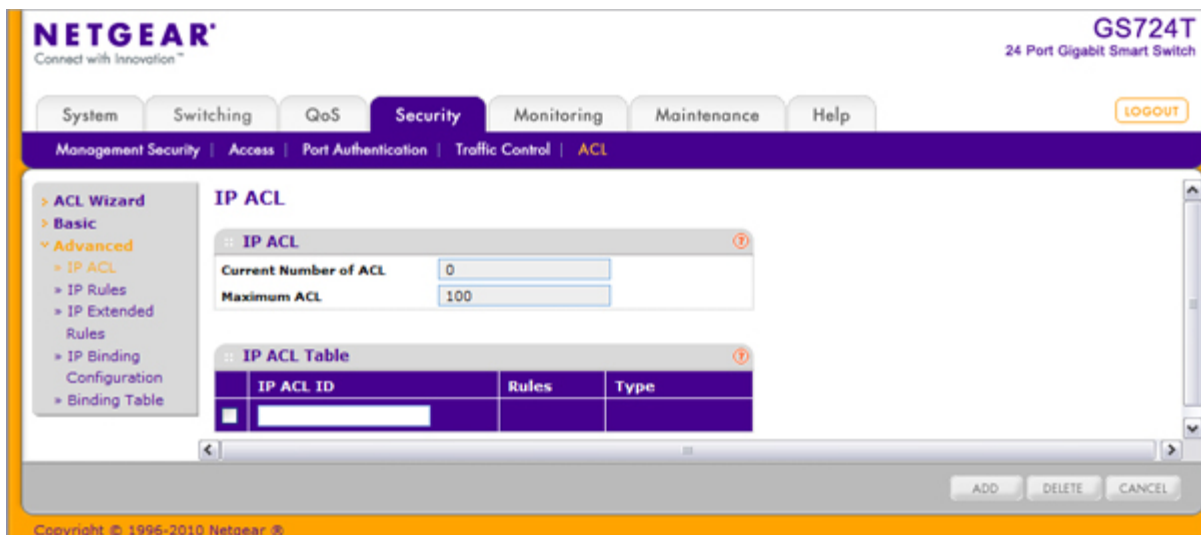 NETGEAR®
Connect with Innovation™
GS724T
24 Port Gigabit Smart Switch
System Switching QoS Security Monitoring Maintenance Help LOGOUT
Management Security | Access | Port Authentication | Traffic Control | ACL
ACL Wizard
Basic
Advanced
» IP ACL
» IP Rules
» IP Extended
Rules
» IP Binding
Configuration
» Binding Table
IP ACL
IP ACL ?
Current Number of ACL 0
Maximum ACL 100
IP ACL Table ?
IP ACL ID Rules Type
ADD DELETE CANCEL
Copyright © 1996-2010 Netgear ®